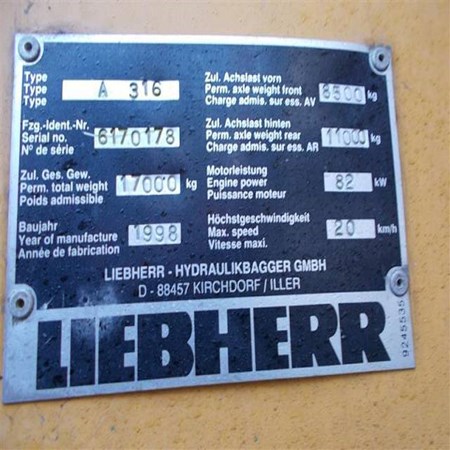 Type
Type
Type
A 316
Fzg.-Ident.-Nr.
Serial no.
N° de série
6170178
Zul. Ges. Gew.
Perm. total weight
Poids admissible
17000 kg
Baujahr
Year of manufacture
Année de fabrication
1998
Zul. Achslast vorn
Perm. axle weight front
Charge admis. sur ess. AV
8500 kg
Zul. Achslast hinten
Perm. axle weight rear
Charge admis. sur ess. AR
11000 kg
Motorleistung
Engine power
Puissance moteur
82 kW
Höchstgeschwindigkeit
Max. speed
Vitesse maxi.
20 km/h
LIEBHERR - HYDRAULIKBAGGER GMBH
D - 88457 KIRCHDORF / ILLER
LIEBHERR
9245535